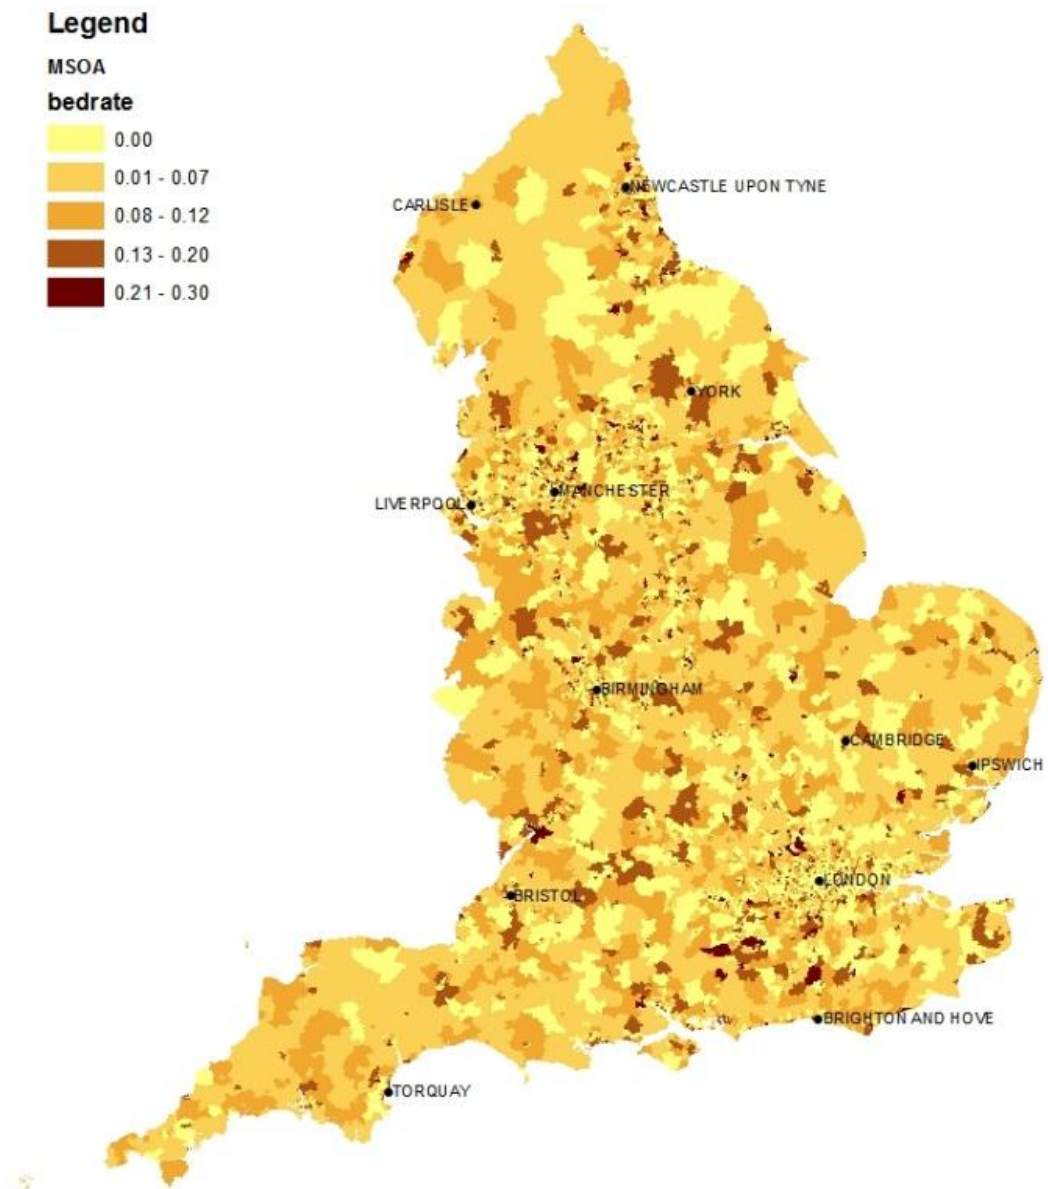 Legend
MSOA
bedrate
0.00
0.01 - 0.07
0.08 - 0.12
0.13 - 0.20
0.21 - 0.30
NEWCASTLE UPON TYNE
CARLISLE
YORK
MANCHESTER
LIVERPOOL
BIRMINGHAM
CAMBRIDGE
IPSWICH
LONDON
BRISTOL
BRIGHTON AND HOVE
TORQUAY